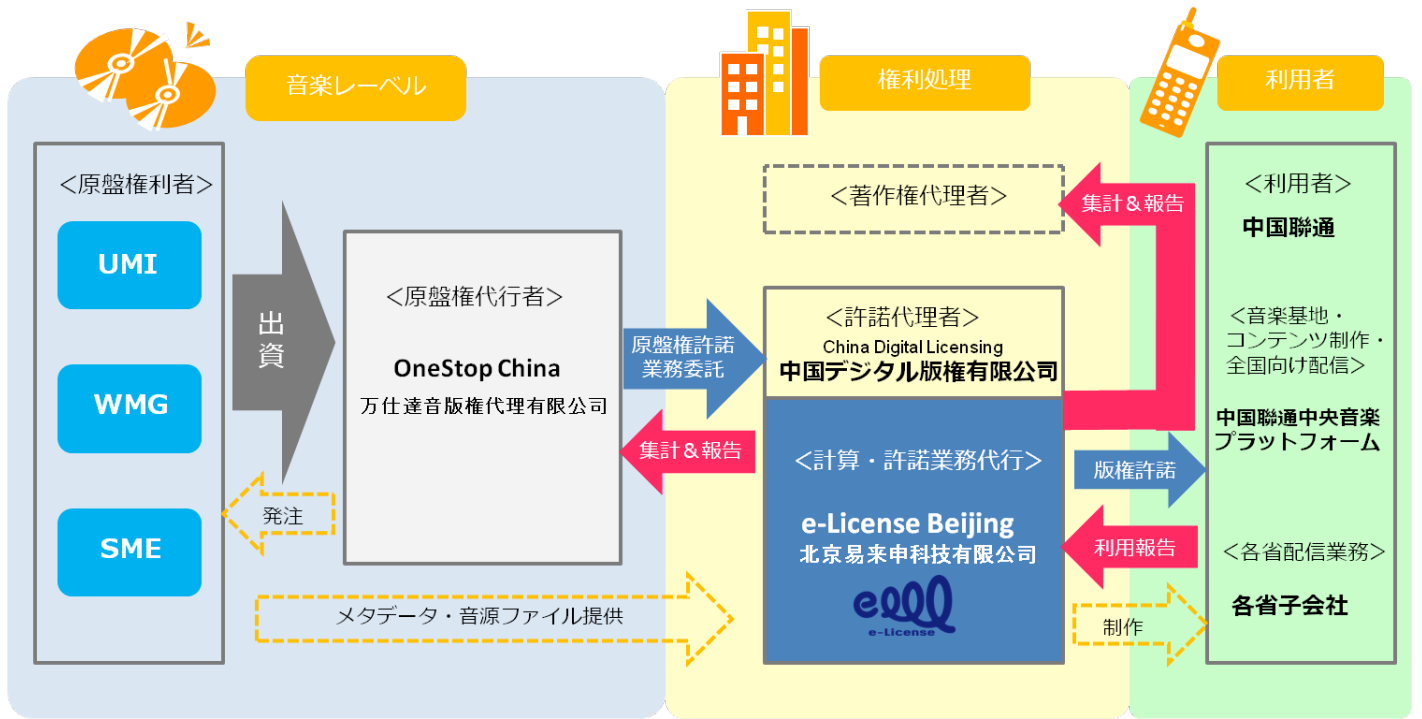 音楽レーベル
権利処理
利用者
＜原盤権利者＞
UMI
WMG
SME
出
資
発注
＜原盤権代行者＞
OneStop China
万仕達音版権代理有限公司
メタデータ・音源ファイル提供
原盤権許諾
業務委託
集計＆報告
＜著作権代理者＞
＜許諾代理者＞
China Digital Licensing
中国デジタル版権有限公司
＜計算・許諾業務代行＞
e-License Beijing
北京易来申科技有限公司
elll
e-License
集計＆報告
版権許諾
利用報告
制作
＜利用者＞
中国聯通
＜音楽基地・
コンテンツ制作・
全国向け配信＞
中国聯通中央音楽
プラットフォーム
＜各省配信業務＞
各省子会社